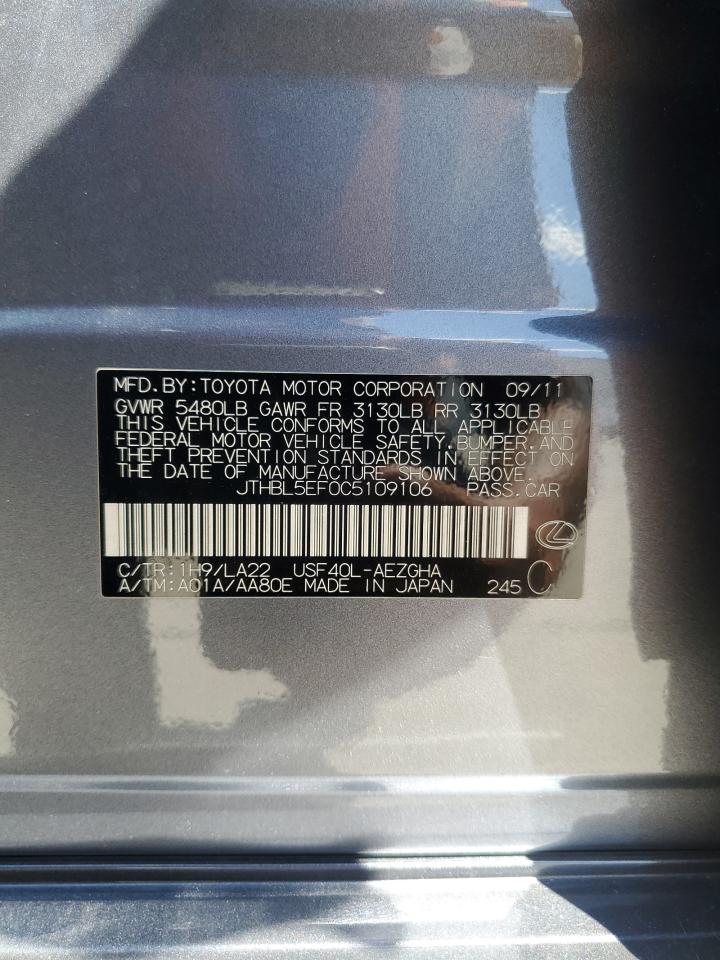 MFD.BY:TOYOTA MOTOR CORPORATION 09/11
GVWR 5480LB GAWR FR 3130LB RR 3130LB
THIS VEHICLE CONFORMS TO ALL APPLICABLE
FEDERAL MOTOR VEHICLE SAFETY,BUMPER,AND
THEFT PREVENTION STANDARDS IN EFFECT ON
THE DATE OF MANUFACTURE SHOWN ABOVE.
JTHBL5EF0C5109106 PASS.CAR
C/TR:1H9/LA22 USF40L-AEZGHA
A/TM:A01A/AA80E MADE IN JAPAN 245 C